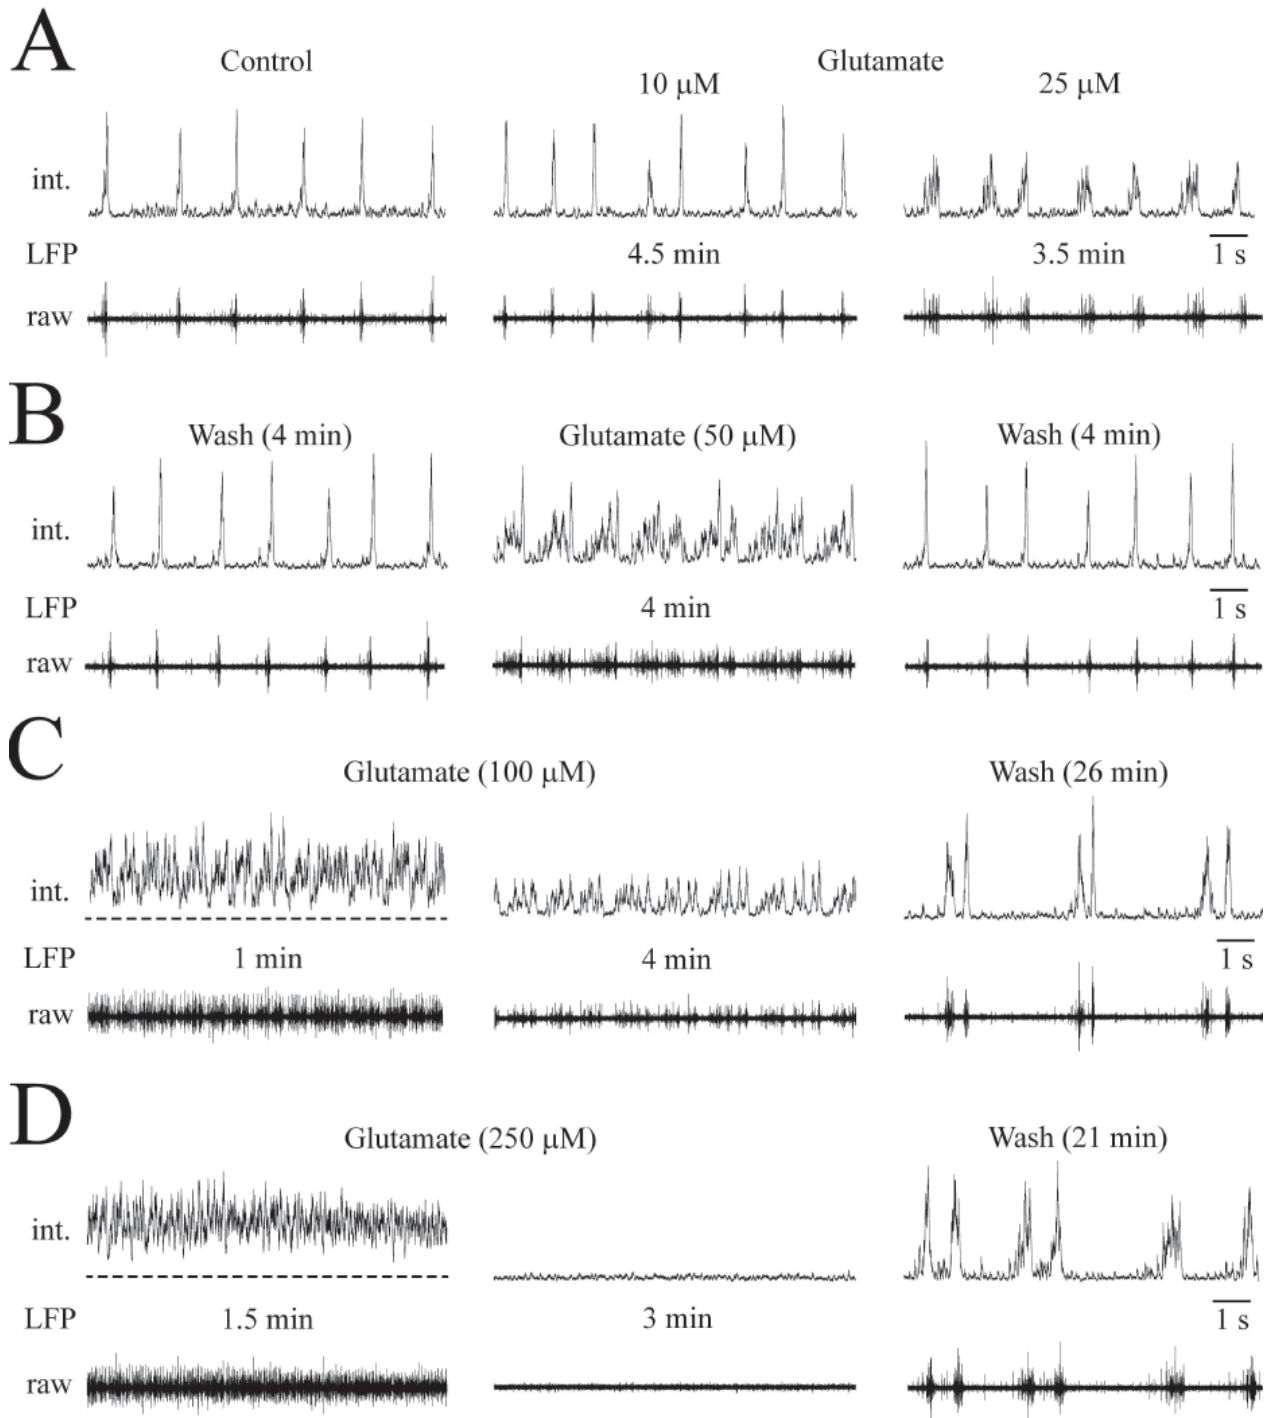 A
Control
Glutamate
10 μM
25 μM
int.
LFP
4.5 min
3.5 min
1 s
raw
B
Wash (4 min)
Glutamate (50 μM)
Wash (4 min)
int.
LFP
4 min
1 s
raw
C
Glutamate (100 μM)
Wash (26 min)
int.
LFP
1 min
4 min
1 s
raw
D
Glutamate (250 μM)
Wash (21 min)
int.
LFP
1.5 min
3 min
1 s
raw